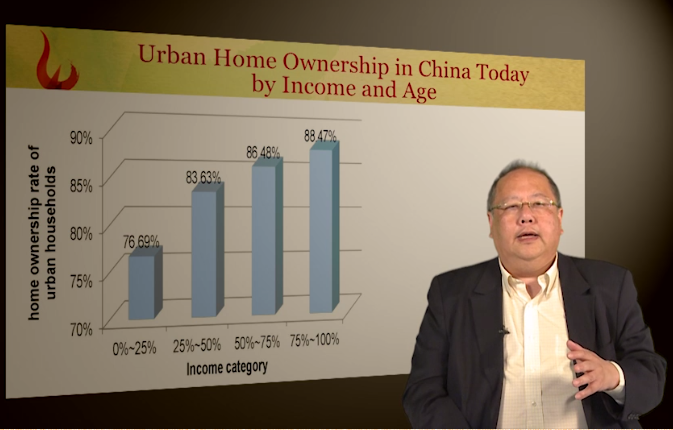 Urban Home Ownership in China Today
by Income and Age
home ownership rate of
urban households
90%
85%
80%
75%
70%
76.69%
83.63%
86.48%
88.47%
0%~25%
25%~50%
50%~75%
75%~100%
Income category